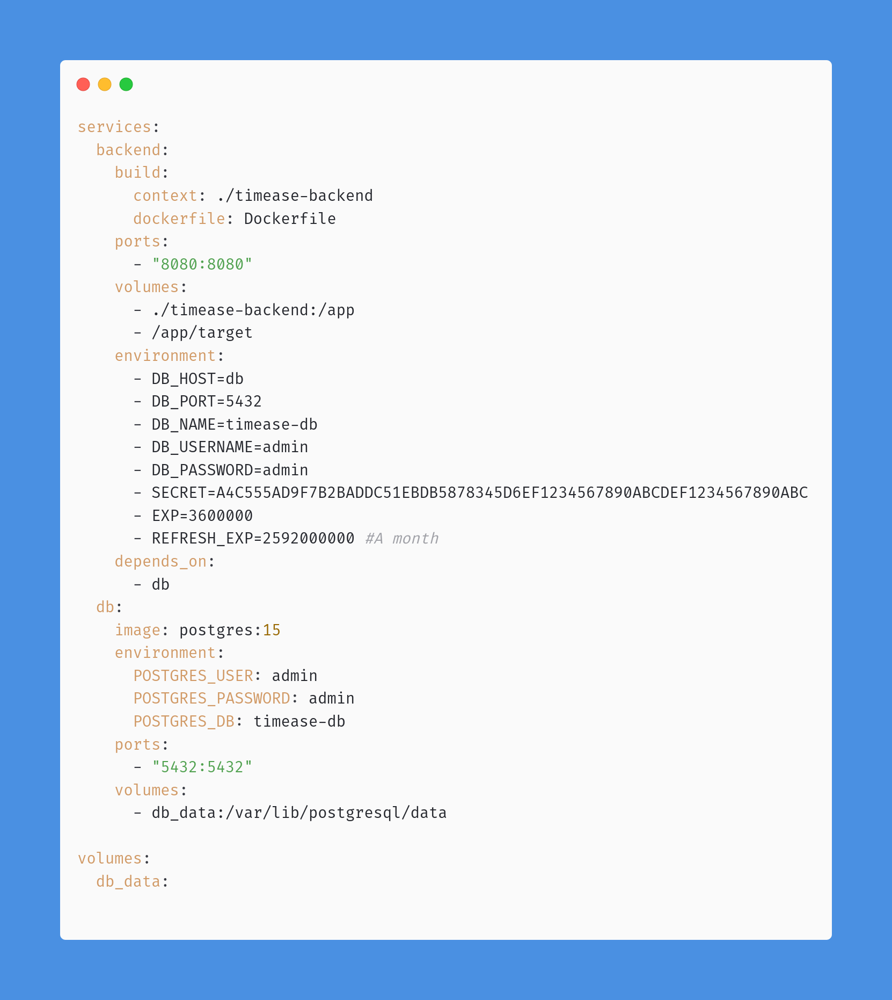 services:
  backend:
    build:
      context: ./timease-backend
      dockerfile: Dockerfile
    ports:
      - "8080:8080"
    volumes:
      - ./timease-backend:/app
      - /app/target
    environment:
      - DB_HOST=db
      - DB_PORT=5432
      - DB_NAME=timease-db
      - DB_USERNAME=admin
      - DB_PASSWORD=admin
      - SECRET=A4C555AD9F7B2BADDC51EBDB5878345D6EF1234567890ABCDEF1234567890ABC
      - EXP=3600000
      - REFRESH_EXP=2592000000 #A month
    depends_on:
      - db
  db:
    image: postgres:15
    environment:
      POSTGRES_USER: admin
      POSTGRES_PASSWORD: admin
      POSTGRES_DB: timease-db
    ports:
      - "5432:5432"
    volumes:
      - db_data:/var/lib/postgresql/data

volumes:
  db_data: